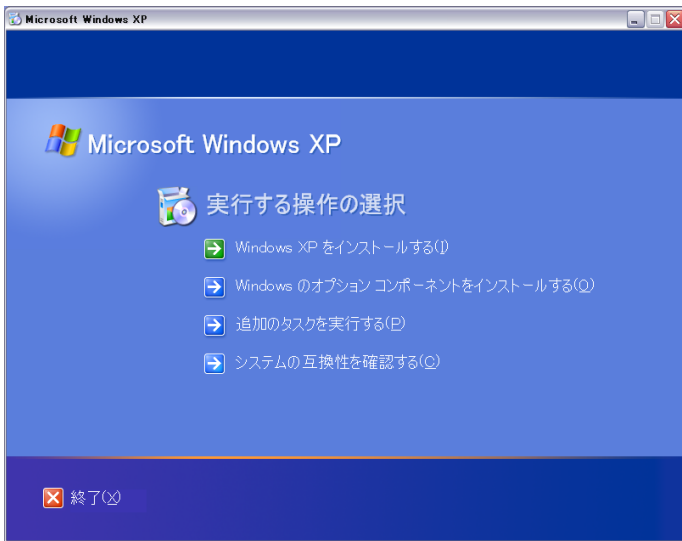 Microsoft Windows XP
Microsoft Windows XP
実行する操作の選択
Windows XP をインストールする(I)
Windows のオプション コンポーネントをインストールする(O)
追加のタスクを実行する(P)
システムの互換性を確認する(C)
終了(X)